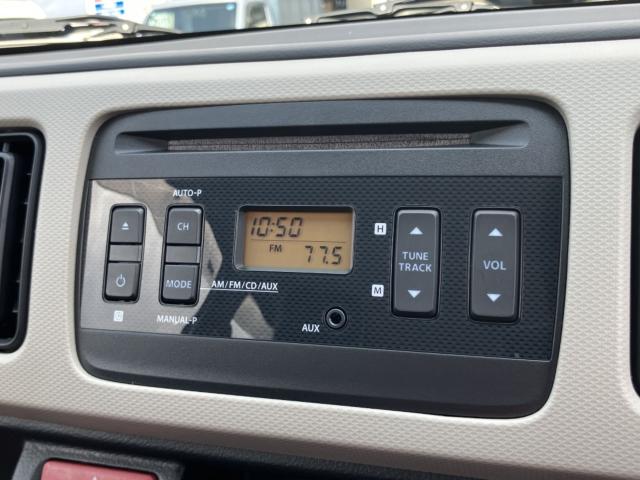 AUTO-P
CH
MODE
AM/FM/CD/AUX
MANUAL-P
10:50
FM 77.5
AUX
H
M
TUNE
TRACK
VOL